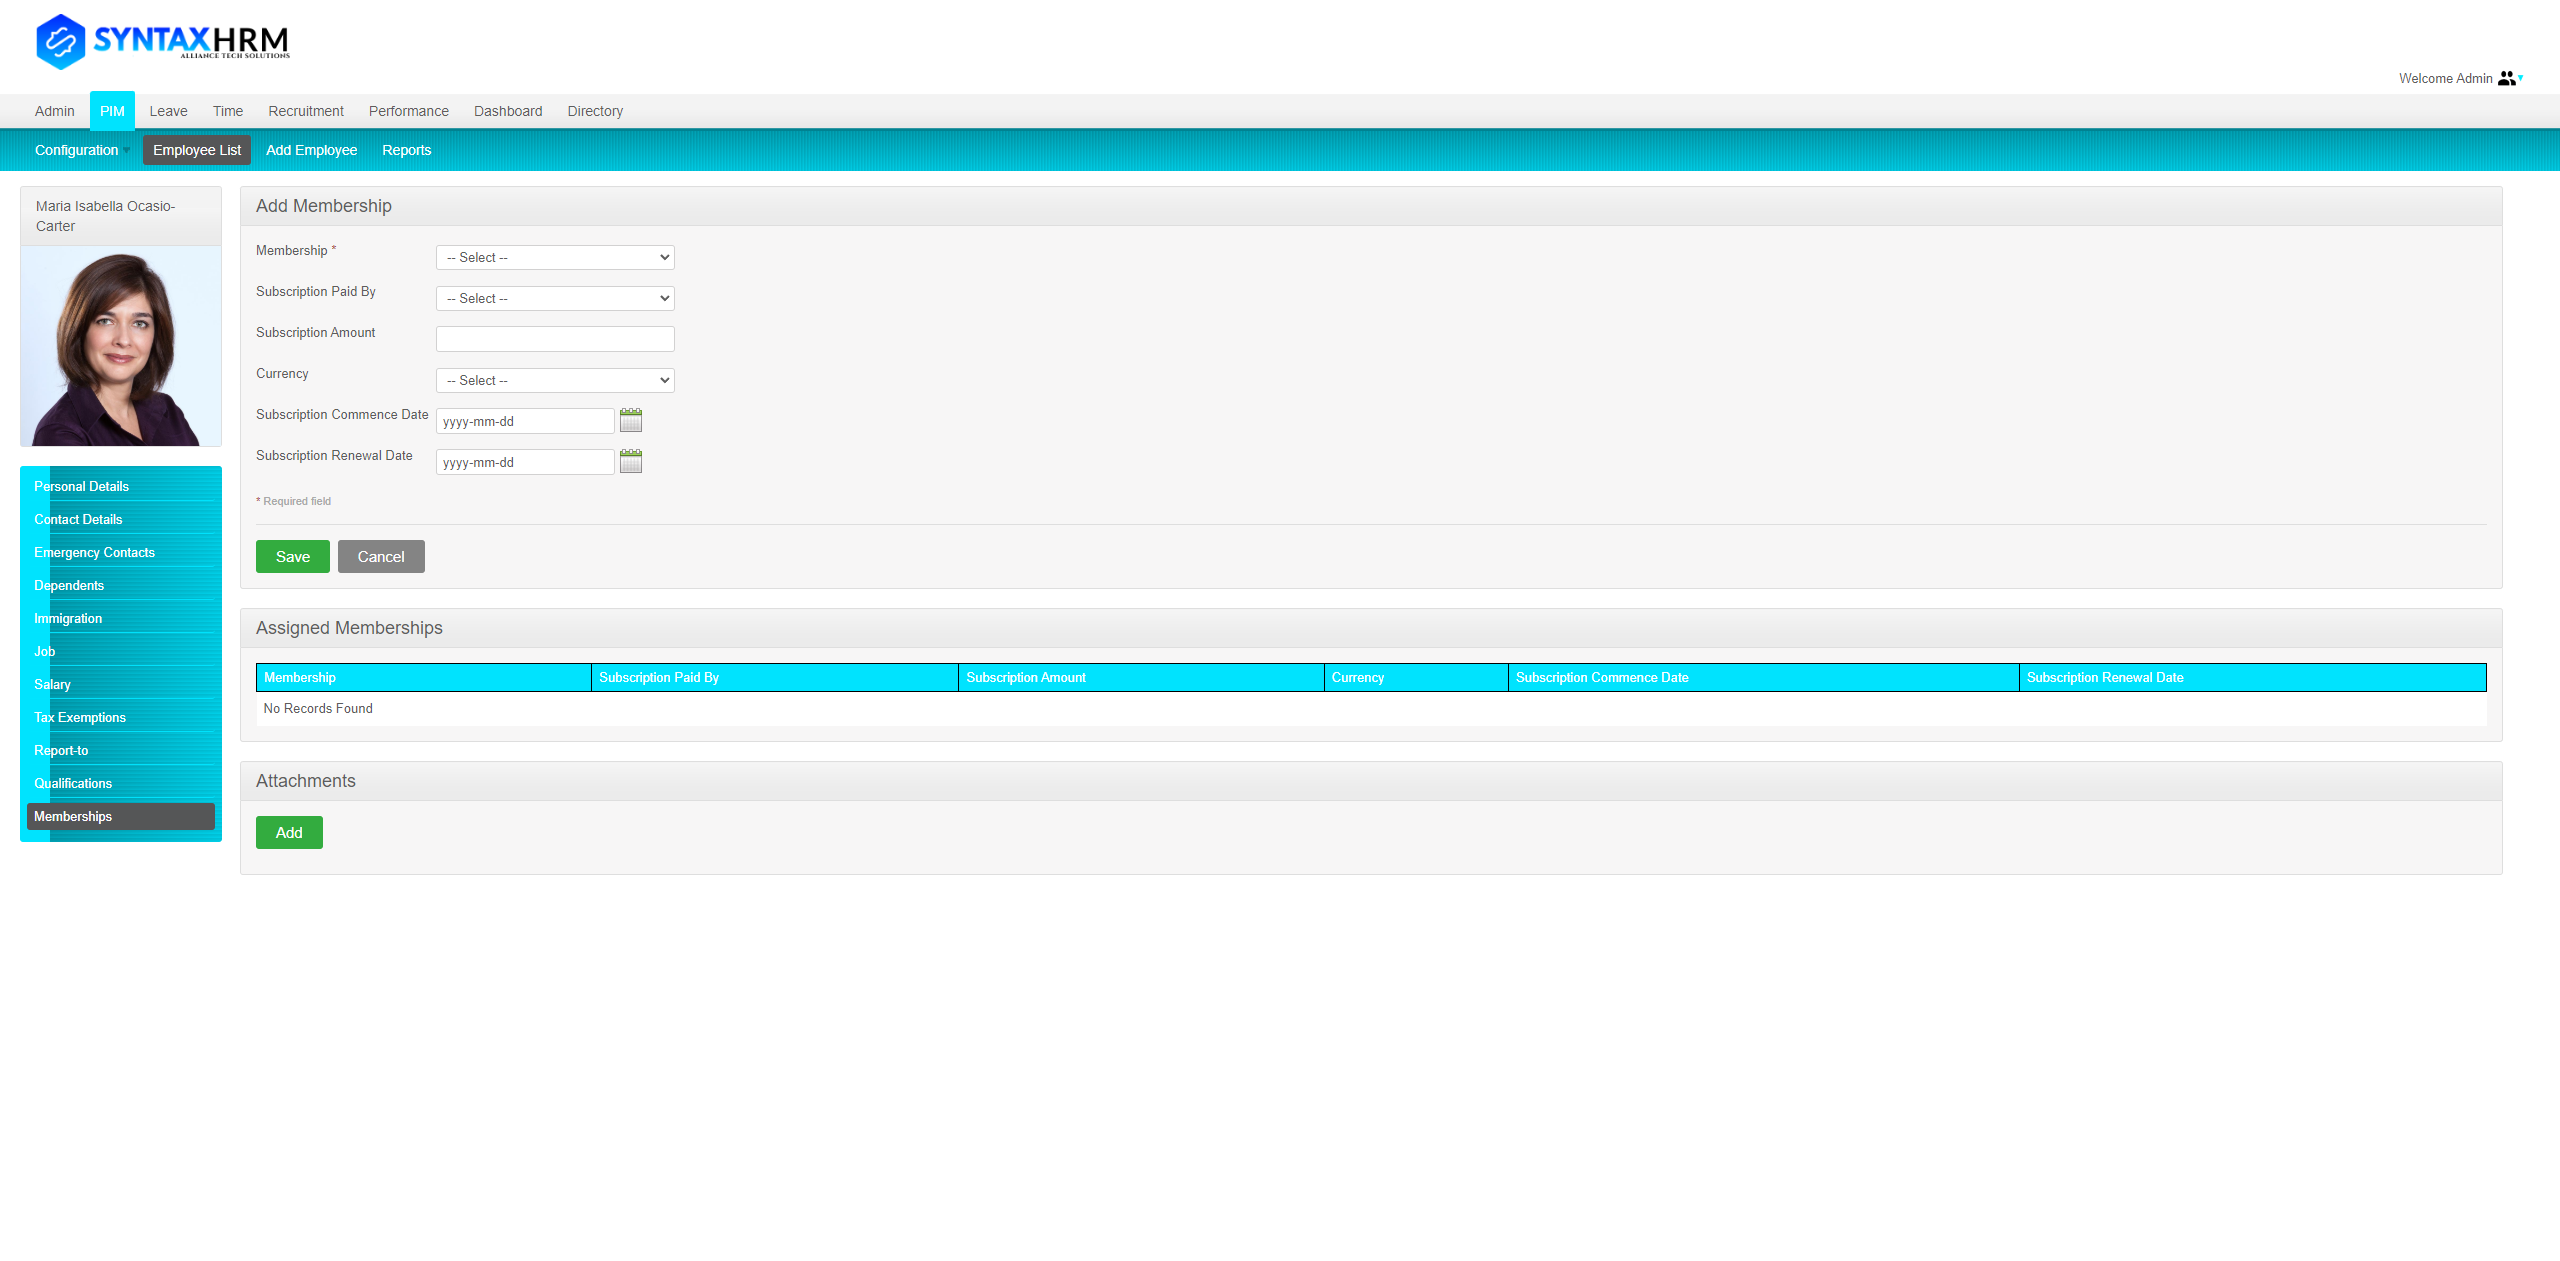 SYNTAXHRM
ALLIANCE TECH SOLUTIONS
Welcome Admin
Admin PIM Leave Time Recruitment Performance Dashboard Directory
Configuration Employee List Add Employee Reports
Maria Isabella Ocasio-
Carter
Personal Details
Contact Details
Emergency Contacts
Dependents
Immigration
Job
Salary
Tax Exemptions
Report-to
Qualifications
Memberships
Add Membership
Membership * -- Select --
Subscription Paid By -- Select --
Subscription Amount
Currency -- Select --
Subscription Commence Date yyyy-mm-dd
Subscription Renewal Date yyyy-mm-dd
* Required field
Save Cancel
Assigned Memberships
Membership Subscription Paid By Subscription Amount Currency Subscription Commence Date Subscription Renewal Date
No Records Found
Attachments
Add